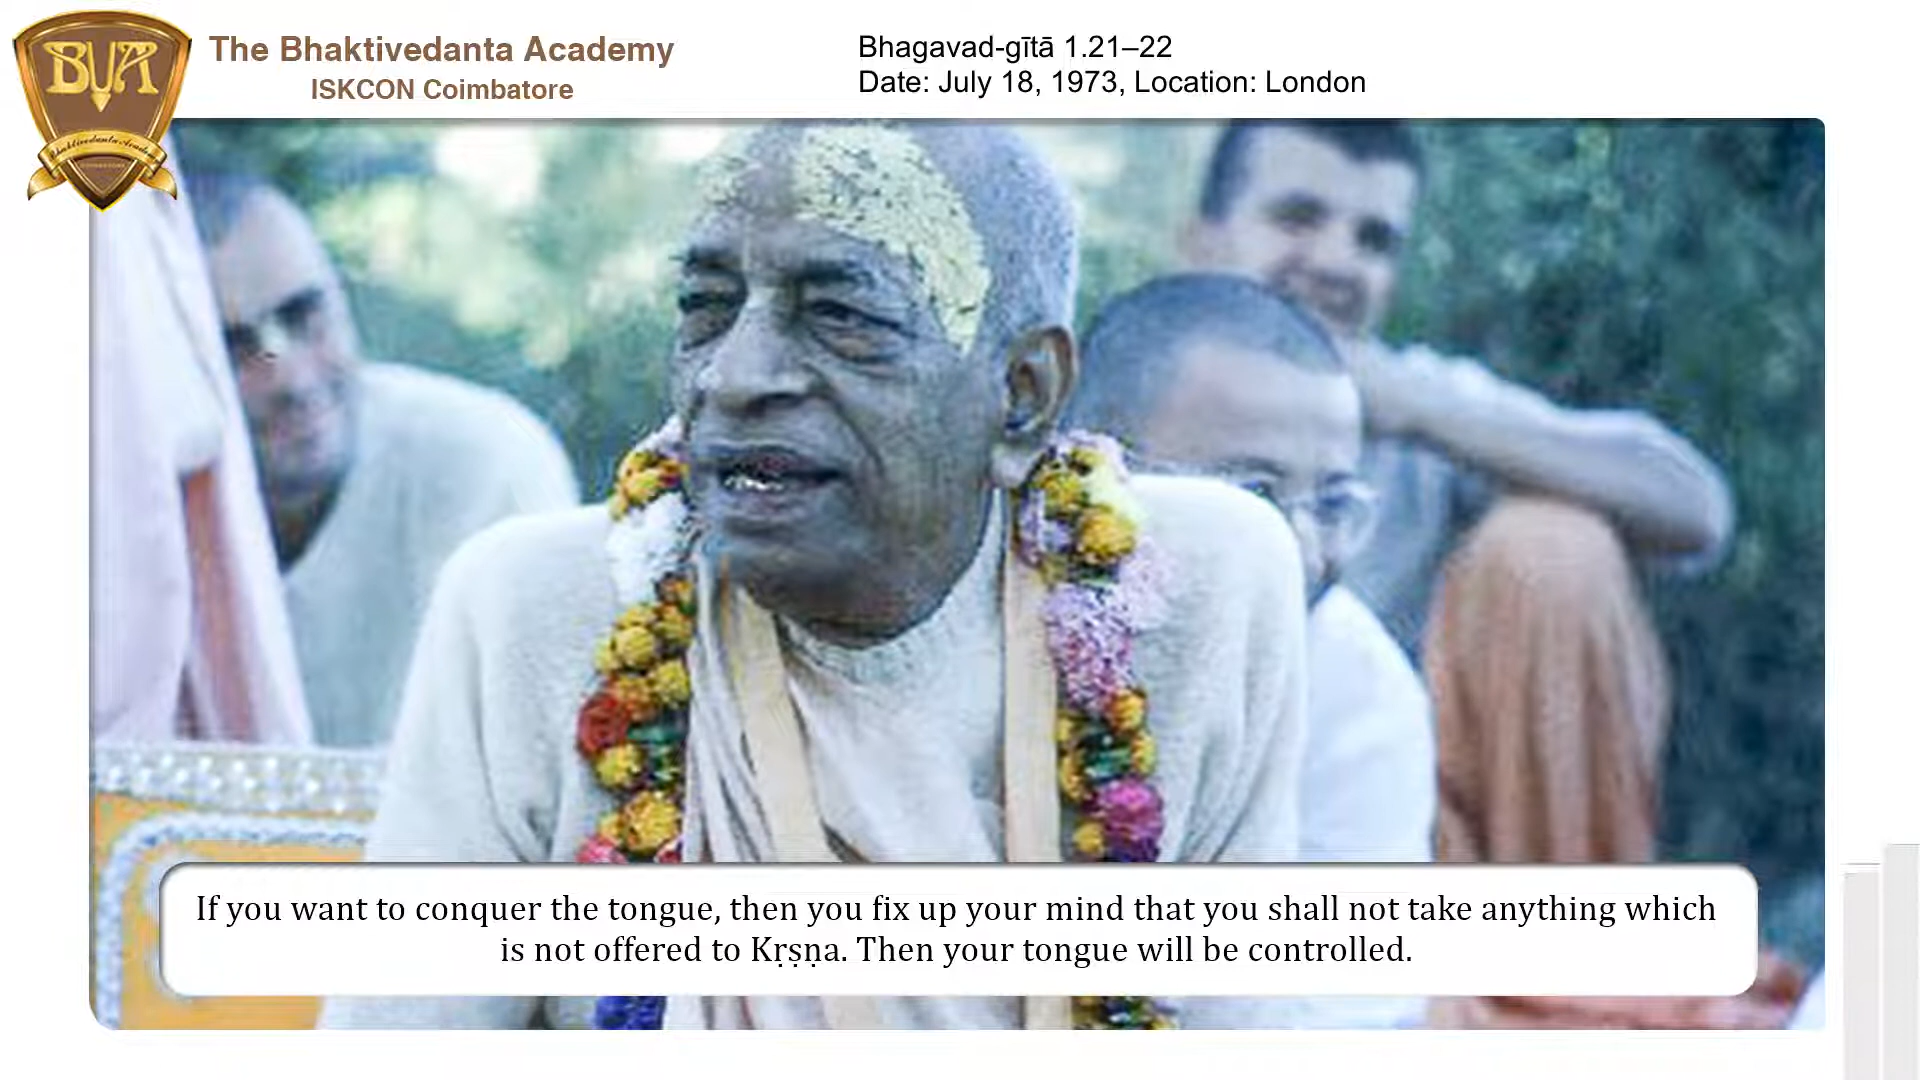 BVA
The Bhaktivedanta Academy
ISKCON Coimbatore
Bhagavad-gītā 1.21–22
Date: July 18, 1973, Location: London
If you want to conquer the tongue, then you fix up your mind that you shall not take anything which
is not offered to Kṛṣṇa. Then your tongue will be controlled.